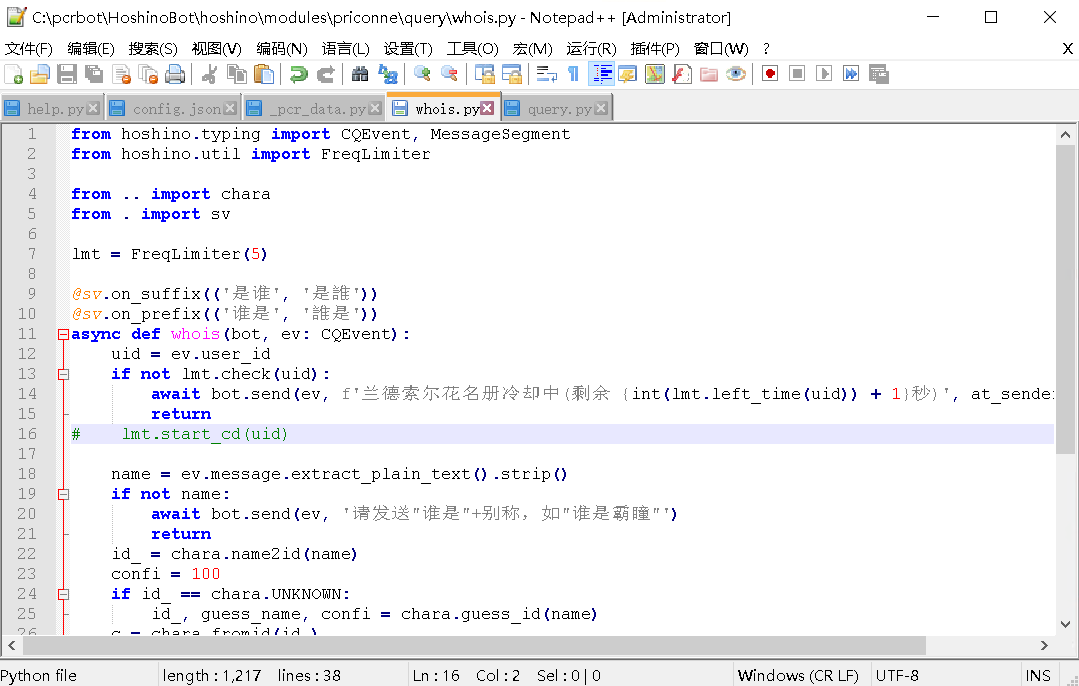 C:\pcrbot\HoshinoBot\hoshino\modules\priconne\query\whois.py - Notepad++ [Administrator]
文件(F) 编辑(E) 搜索(S) 视图(V) 编码(N) 语言(L) 设置(T) 工具(O) 宏(M) 运行(R) 插件(P) 窗口(W) ? X
help.py config.json _pcr_data.py whois.py query.py
1 from hoshino.typing import CQEvent, MessageSegment
2 from hoshino.util import FreqLimiter
3
4 from .. import chara
5 from . import sv
6
7 lmt = FreqLimiter(5)
8
9 @sv.on_suffix(('是谁', '是誰'))
10 @sv.on_prefix(('谁是', '誰是'))
11 async def whois(bot, ev: CQEvent):
12 uid = ev.user_id
13 if not lmt.check(uid):
14 await bot.send(ev, f'兰德索尔花名册冷却中(剩余 {int(lmt.left_time(uid)) + 1}秒)', at_sende
15 return
16 # lmt.start_cd(uid)
17
18 name = ev.message.extract_plain_text().strip()
19 if not name:
20 await bot.send(ev, '请发送"谁是"+别称，如"谁是霸瞳"')
21 return
22 id_ = chara.name2id(name)
23 confi = 100
24 if id_ == chara.UNKNOWN:
25 id_, guess_name, confi = chara.guess_id(name)
26 c = chara.fromid(id_)
Python file length : 1,217 lines : 38 Ln : 16 Col : 2 Sel : 0 | 0 Windows (CR LF) UTF-8 INS